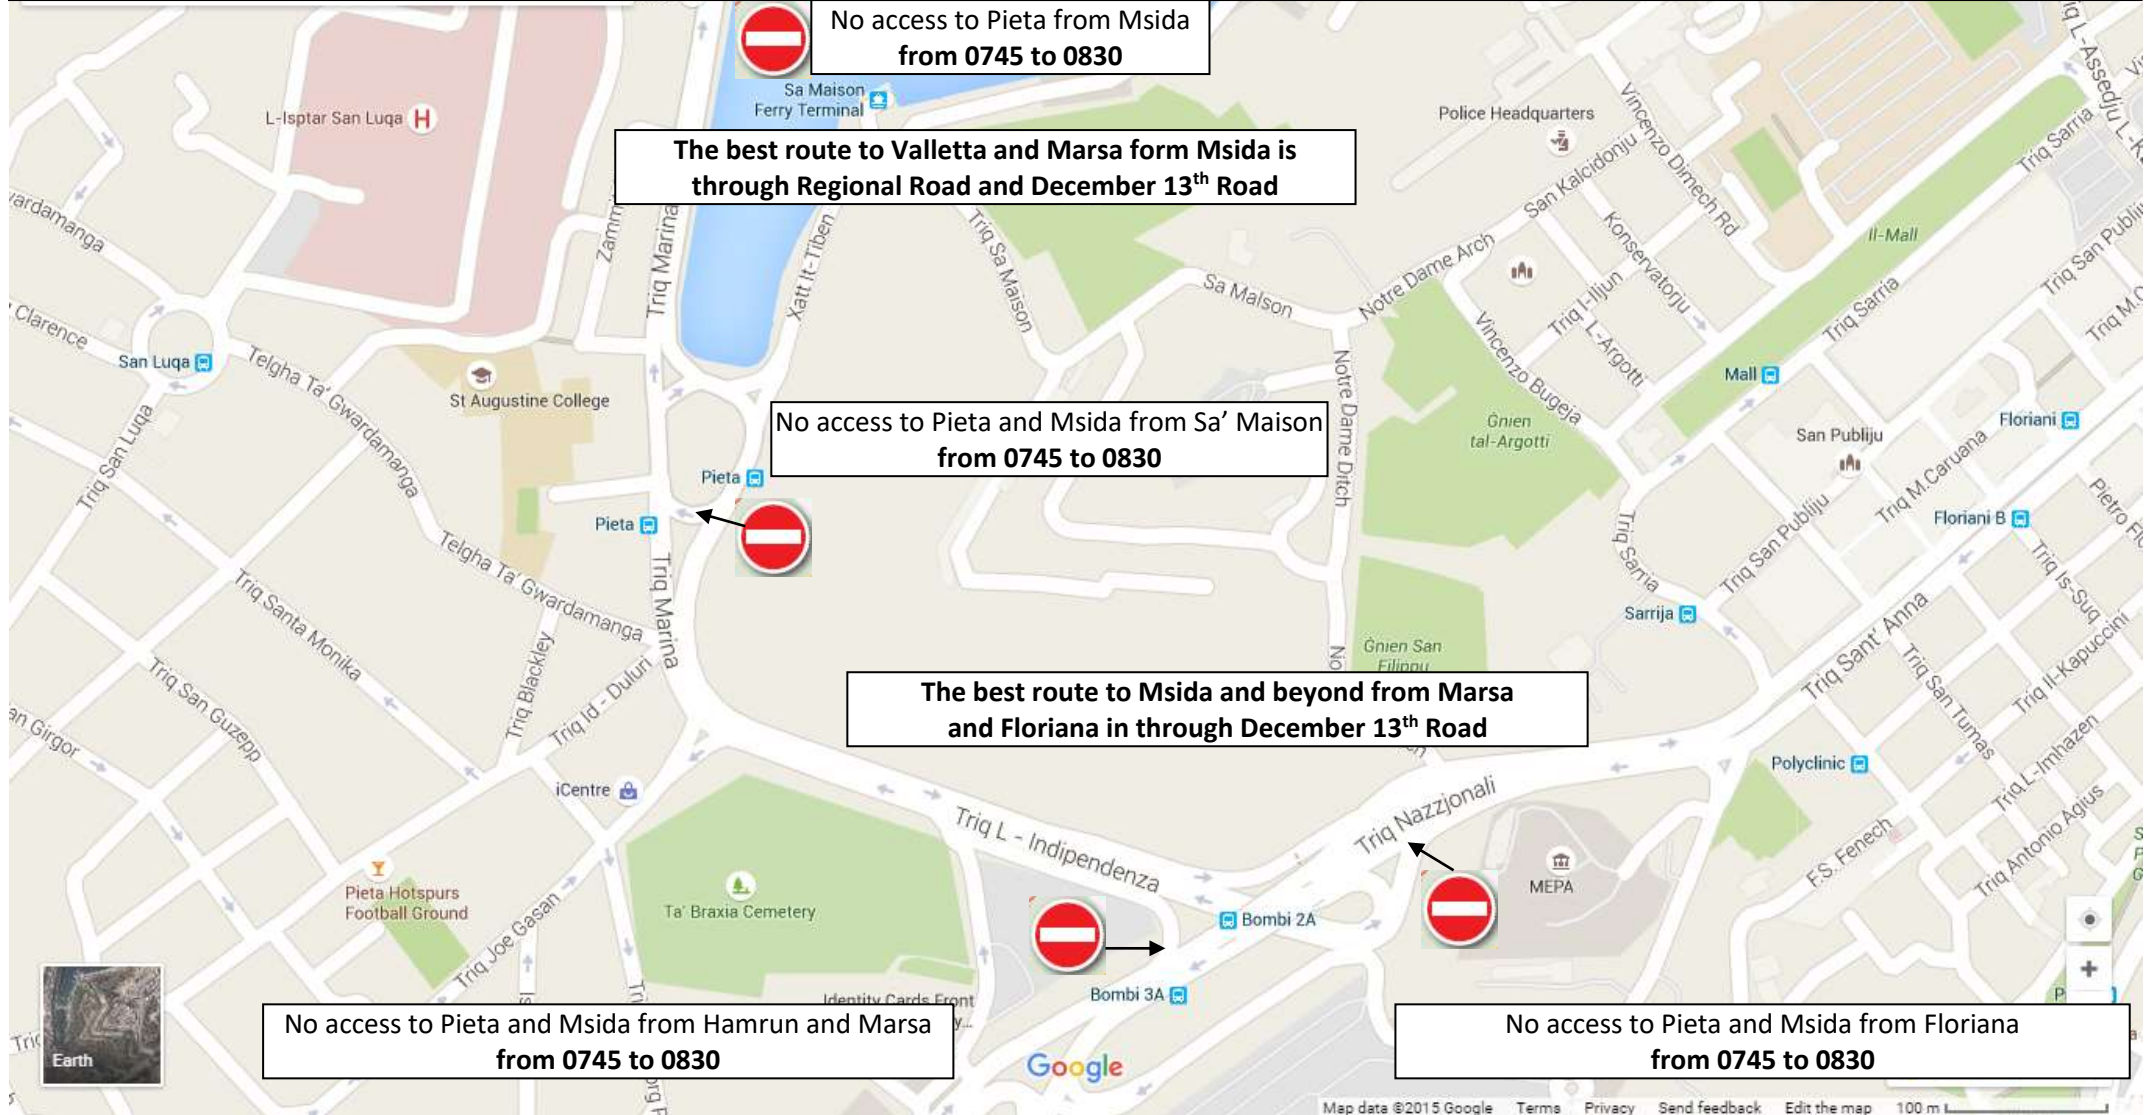 No access to Pieta from Msida
from 0745 to 0830
Sa Maison
Ferry Terminal
L-Isptar San Luqa H
Police Headquarters
Vincenzo Dimech Rd
Triq Sarria
The best route to Valletta and Marsa form Msida is
through Regional Road and December 13th Road
San Kalcidonju
Konservatorju
Il-Mall
Triq San Publiju
Zammi
Triq Marina
Xatt It-Tiben
Triq Sa Maison
Sa Maison
Notre Dame Arch
Triq I-Iljun
Triq Sarria
Triq M.C
Clarence
San Luqa
Telgha Ta' Gwardamanga
St Augustine College
Notre Dame Ditch
Vincenzo Bugeja
L-Argotti
Mall
Ġnien
tal-Argotti
Floriani
San Publiju
No access to Pieta and Msida from Sa' Maison
from 0745 to 0830
Triq San Luqa
Pieta
Pieta
Triq M.Caruana
Floriani B
Triq San Publiju
Triq Sarria
Telgha Ta' Gwardamanga
Triq Marina
Triq Santa Monika
Triq Is-Suq
Sarrija
Triq Sant' Anna
Triq Il-Kapuccini
Triq San Tumas
Triq Blackley
Triq Id - Duluri
Triq San Guzepp
Ġnien San
Filippu
The best route to Msida and beyond from Marsa
and Floriana in through December 13th Road
Polyclinic
Triq L-Imhazen
iCentre
Triq L - Indipendenza
Triq Nazzjonali
F.S. Fenech
Triq Antonio Agius
Pieta Hotspurs
Football Ground
Ta' Braxia Cemetery
MEPA
Bombi 2A
Triq Joe Gasan
Bombi 3A
Identity Cards Front
Earth
No access to Pieta and Msida from Hamrun and Marsa
from 0745 to 0830
Google
No access to Pieta and Msida from Floriana
from 0745 to 0830
Map data ©2015 Google Terms Privacy Send feedback Edit the map 100 m